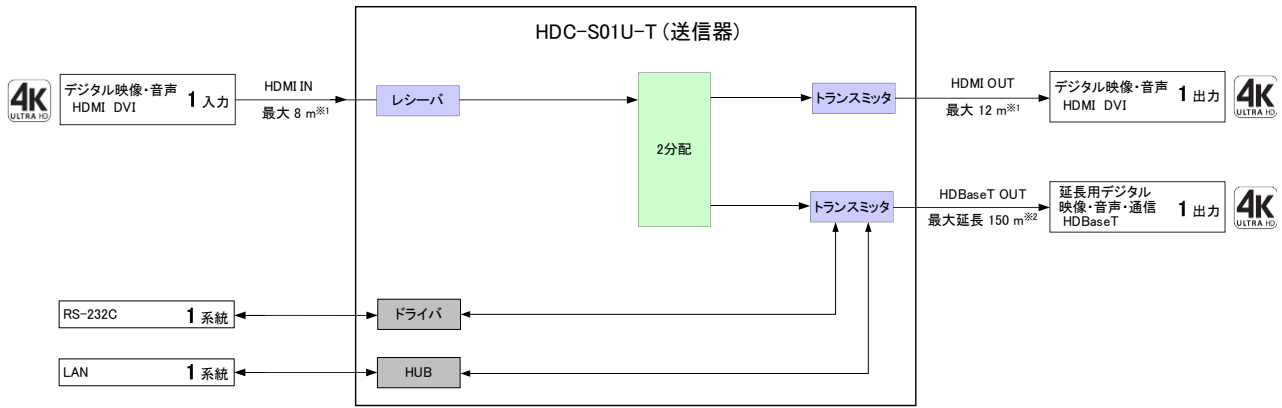 HDC-S01U-T(送信器)
4K
ULTRA HD
デジタル映像・音声
HDMI DVI
1 入力
HDMI IN
最大 8 m※1
レシーバ
2分配
トランスミッタ
HDMI OUT
最大 12 m※1
デジタル映像・音声
HDMI DVI
1 出力
4K
ULTRA HD
トランスミッタ
HDBaseT OUT
最大延長 150 m※2
延長用デジタル
映像・音声・通信
HDBaseT
1 出力
4K
ULTRA HD
RS-232C 1 系統
ドライバ
LAN 1 系統
HUB